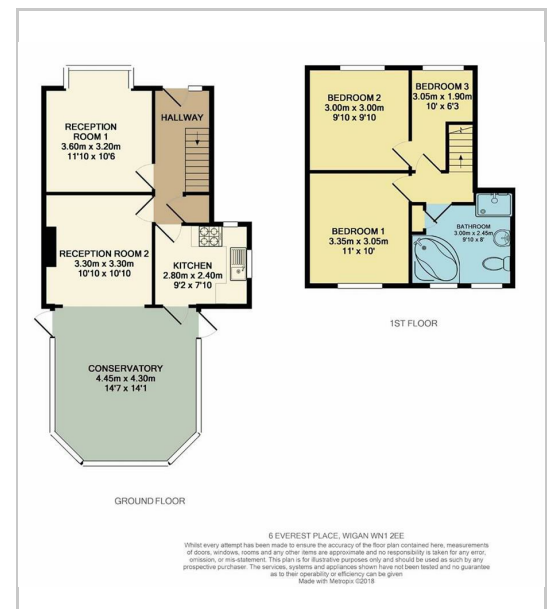 RECEPTION
ROOM 1
3.60m x 3.20m
11'10 x 10'6
HALLWAY
RECEPTION ROOM 2
3.30m x 3.30m
10'10 x 10'10
KITCHEN
2.80m x 2.40m
9'2 x 7'10
CONSERVATORY
4.45m x 4.30m
14'7 x 14'1
GROUND FLOOR
BEDROOM 2
3.00m x 3.00m
9'10 x 9'10
BEDROOM 3
3.05m x 1.90m
10' x 6'3
BEDROOM 1
3.35m x 3.05m
11' x 10'
BATHROOM
3.00m x 2.45m
9'10 x 8'
1ST FLOOR
6 EVEREST PLACE, WIGAN WN1 2EE
Whilst every attempt has been made to ensure the accuracy of the floor plan contained here, measurements
of doors, windows, rooms and any other items are approximate and no responsibility is taken for any error,
omission, or mis-statement. This plan is for illustrative purposes only and should be used as such by any
prospective purchaser. The services, systems and appliances shown have not been tested and no guarantee
as to their operability or efficiency can be given
Made with Metropix ©2018